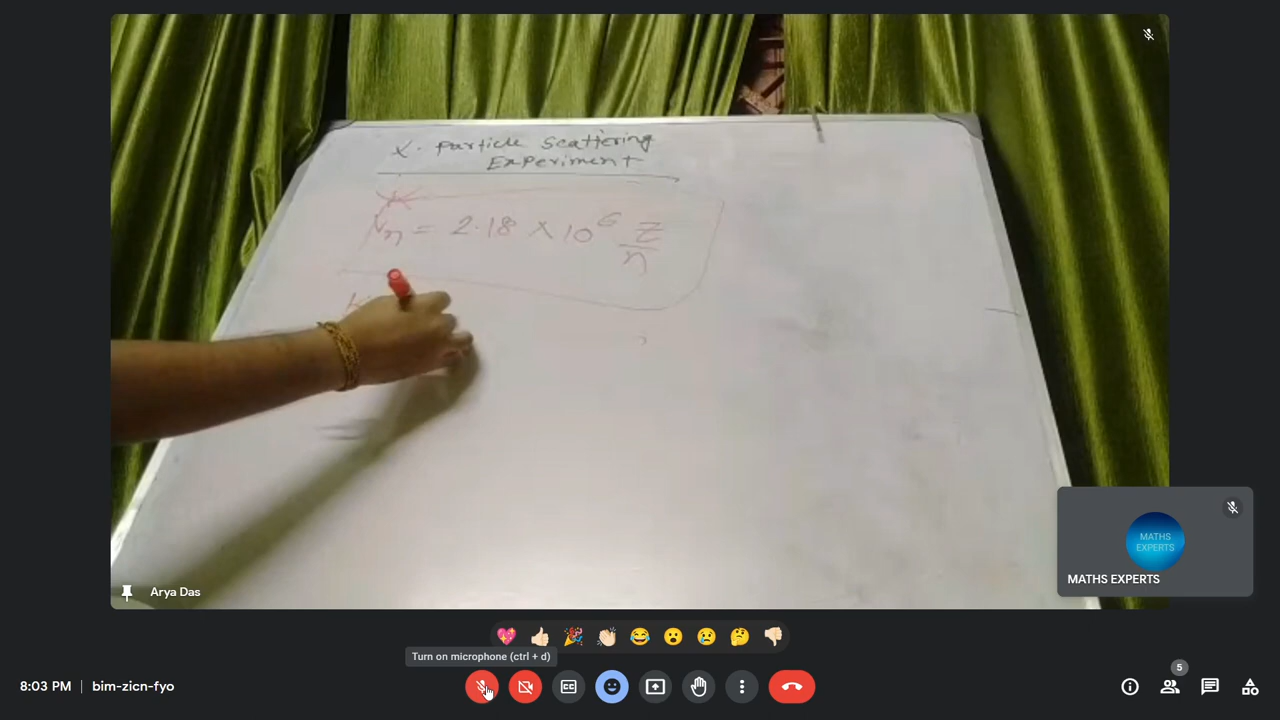 X. Particle Scattering
Experiment
Vn = 2.18 × 10⁶ Z/n
K
Arya Das
MATHS
EXPERTS
MATHS EXPERTS
Turn on microphone (ctrl + d)
8:03 PM | bim-zicn-fyo
5